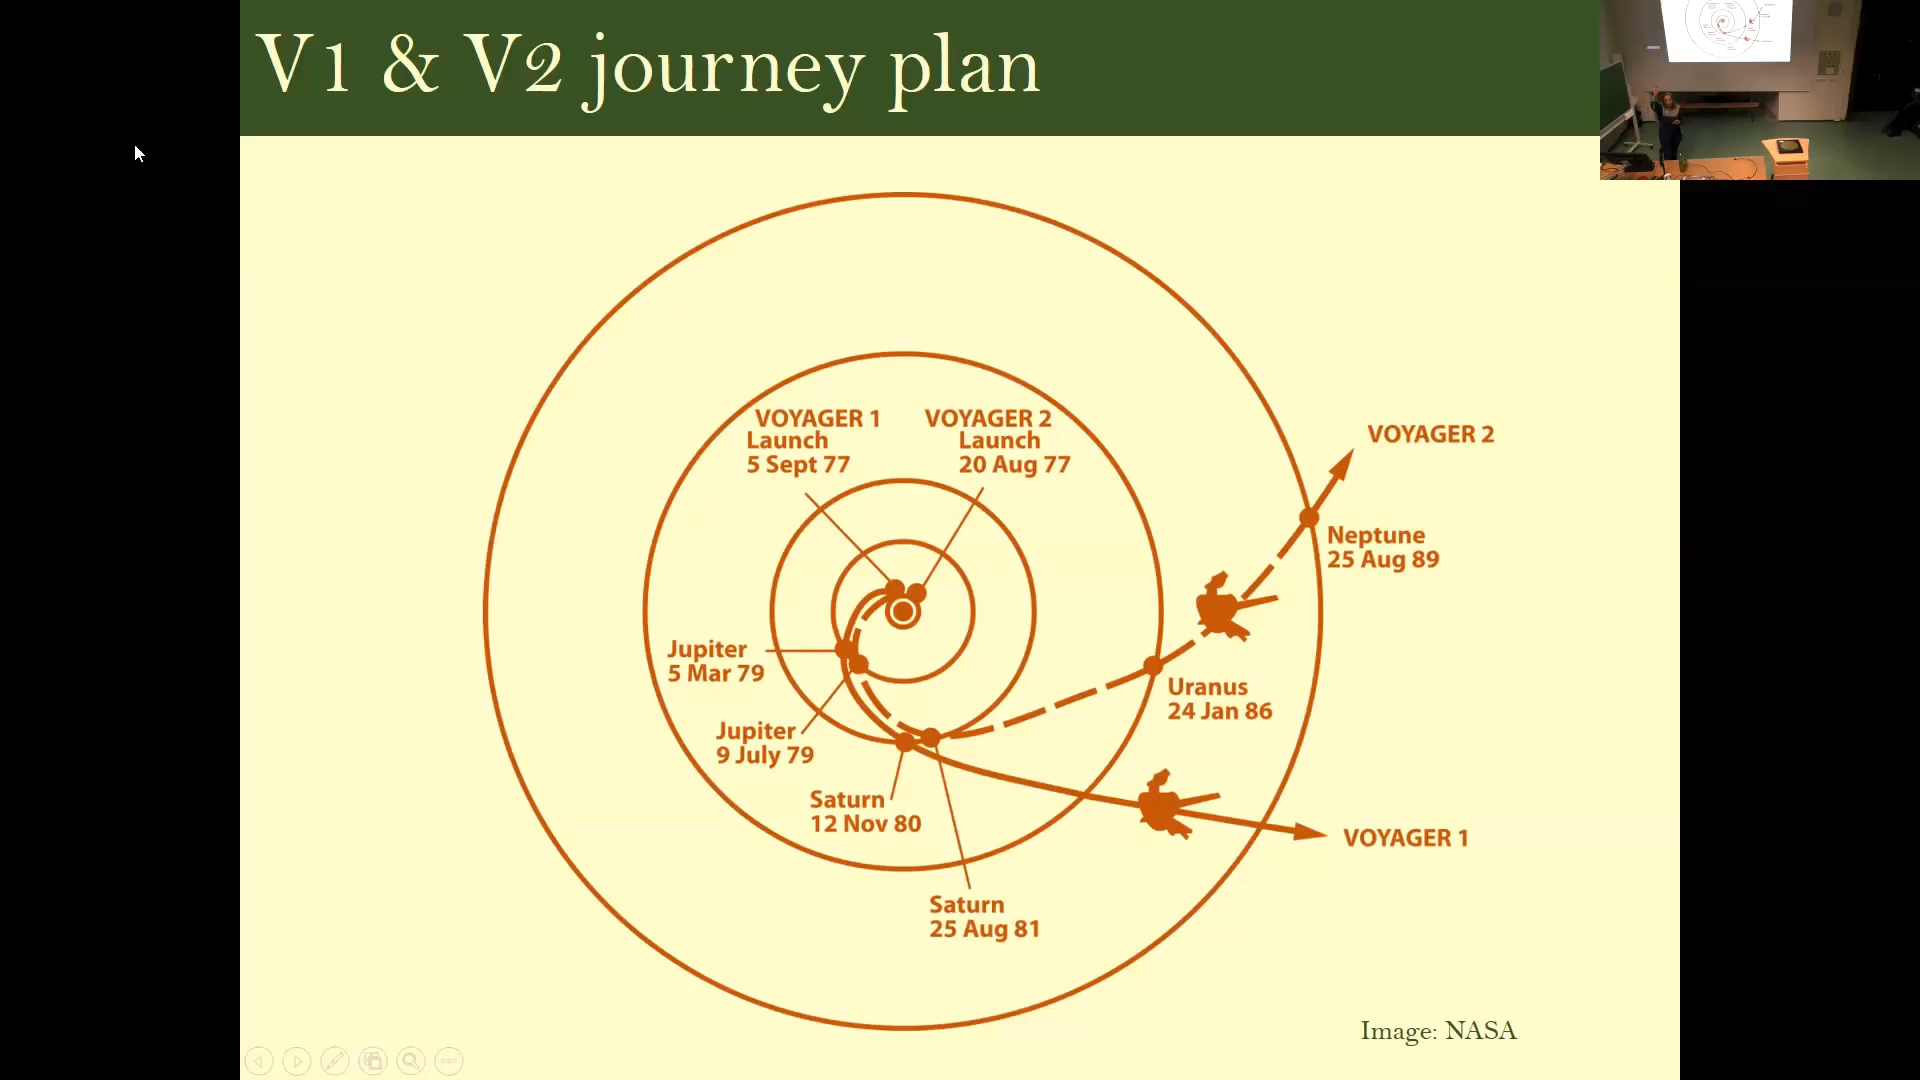 V1 & V2 journey plan
VOYAGER 1
Launch
5 Sept 77
VOYAGER 2
Launch
20 Aug 77
VOYAGER 2
Neptune
25 Aug 89
Jupiter
5 Mar 79
Uranus
24 Jan 86
Jupiter
9 July 79
Saturn
12 Nov 80
VOYAGER 1
Saturn
25 Aug 81
Image: NASA